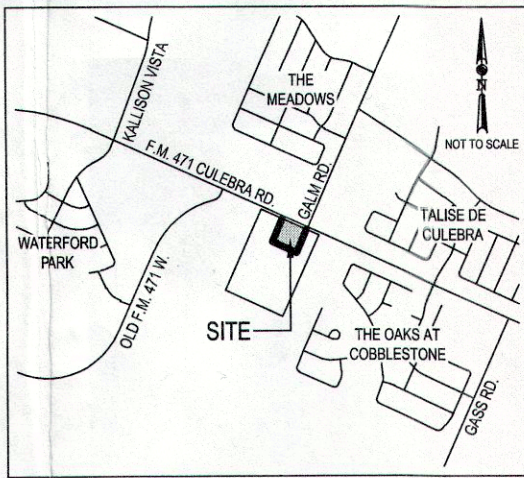 KALLISON VISTA
THE
MEADOWS
N
NOT TO SCALE
F.M. 471 CULEBRA RD.
GALM RD.
TALISE DE
CULEBRA
WATERFORD
PARK
OLD F.M. 471 W.
SITE
THE OAKS AT
COBBLESTONE
GASS RD.